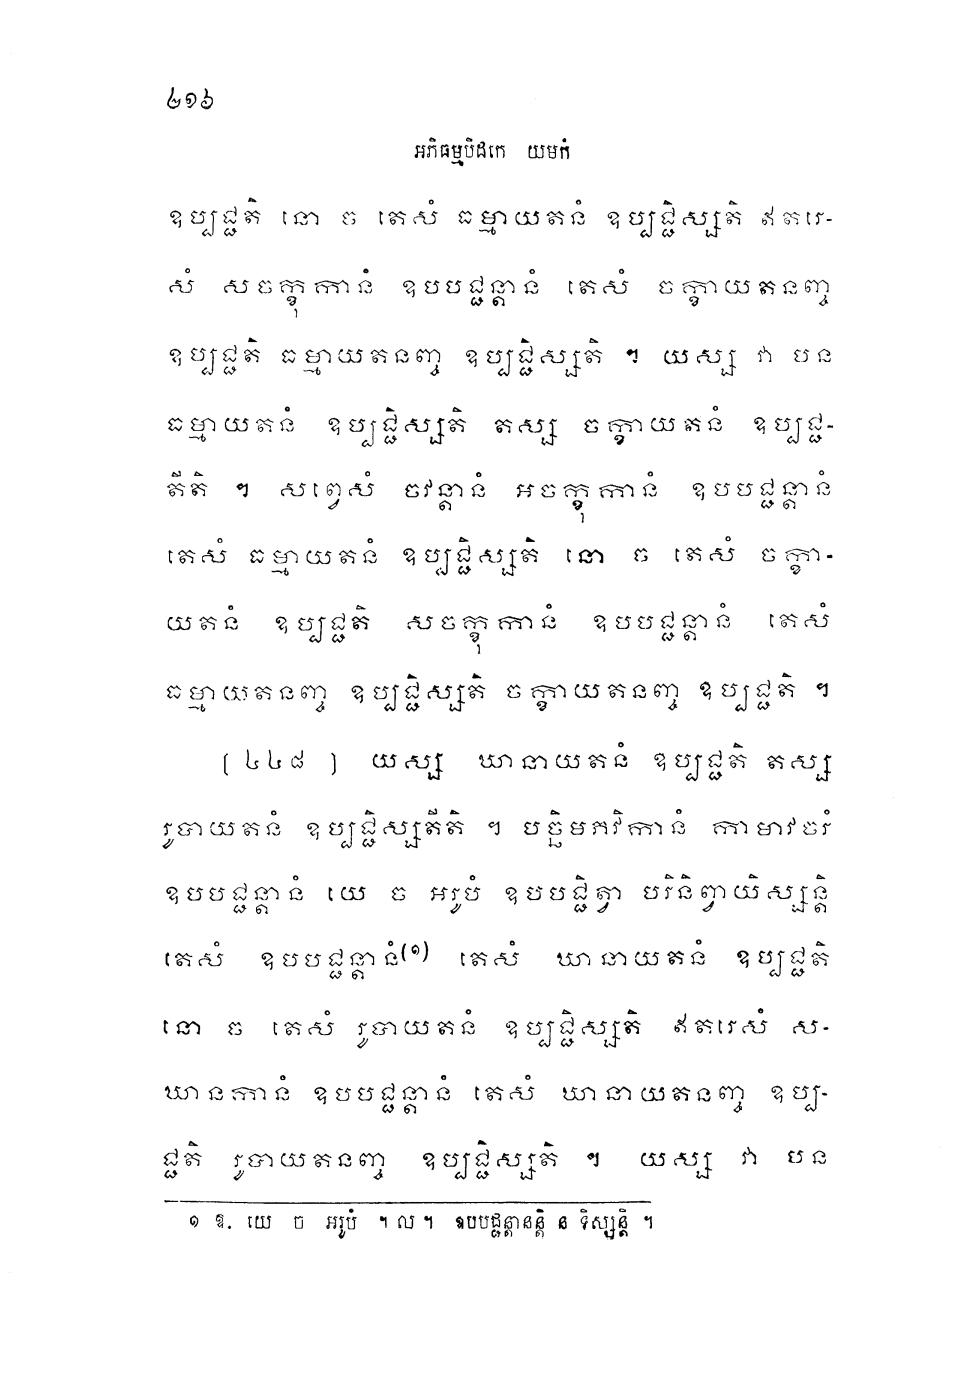 ២១៦
អភិធម្មបិដកេ យមកំ
ឧប្បជ្ជតិ នោ ច តេសំ ធម្មាយតនំ ឧប្បជ្ជិស្សតិ ឥតរេ-
សំ សចក្ខុកានំ ឧបបជ្ជន្តានំ តេសំ ចក្ខាយតនញ្ច
ឧប្បជ្ជតិ ធម្មាយតនញ្ច ឧប្បជ្ជិស្សតិ ។ យស្ស វា បន
ធម្មាយតនំ ឧប្បជ្ជិស្សតិ តស្ស ចក្ខាយតនំ ឧប្បជ្ជ-
តីតិ ។ សព្វេសំ ចវន្តានំ អចក្ខុកានំ ឧបបជ្ជន្តានំ
តេសំ ធម្មាយតនំ ឧប្បជ្ជិស្សតិ នោ ច តេសំ ចក្ខា-
យតនំ ឧប្បជ្ជតិ សចក្ខុកានំ ឧបបជ្ជន្តានំ តេសំ
ធម្មាយតនញ្ច ឧប្បជ្ជិស្សតិ ចក្ខាយតនញ្ច ឧប្បជ្ជតិ ។
(៤៤៨) យស្ស ឃានាយតនំ ឧប្បជ្ជតិ តស្ស
រូបាយតនំ ឧប្បជ្ជិស្សតីតិ ។ បច្ឆិមភវិកានំ កាមាវចរំ
ឧបបជ្ជន្តានំ យេ ច អរូបំ ឧបបជ្ជិត្វា បរិនិព្វាយិស្សន្តិ
តេសំ ឧបបជ្ជន្តានំ(១) តេសំ ឃានាយតនំ ឧប្បជ្ជតិ
នោ ច តេសំ រូបាយតនំ ឧប្បជ្ជិស្សតិ ឥតរេសំ ស-
ឃានកានំ ឧបបជ្ជន្តានំ តេសំ ឃានាយតនញ្ច ឧប្ប-
ជ្ជតិ រូបាយតនញ្ច ឧប្បជ្ជិស្សតិ ។ យស្ស វា បន
១ ឱ. យេ ច អរូបំ ។ ល ។ ឧបបជ្ជន្តានន្តិ ន ទិស្សន្តិ ។